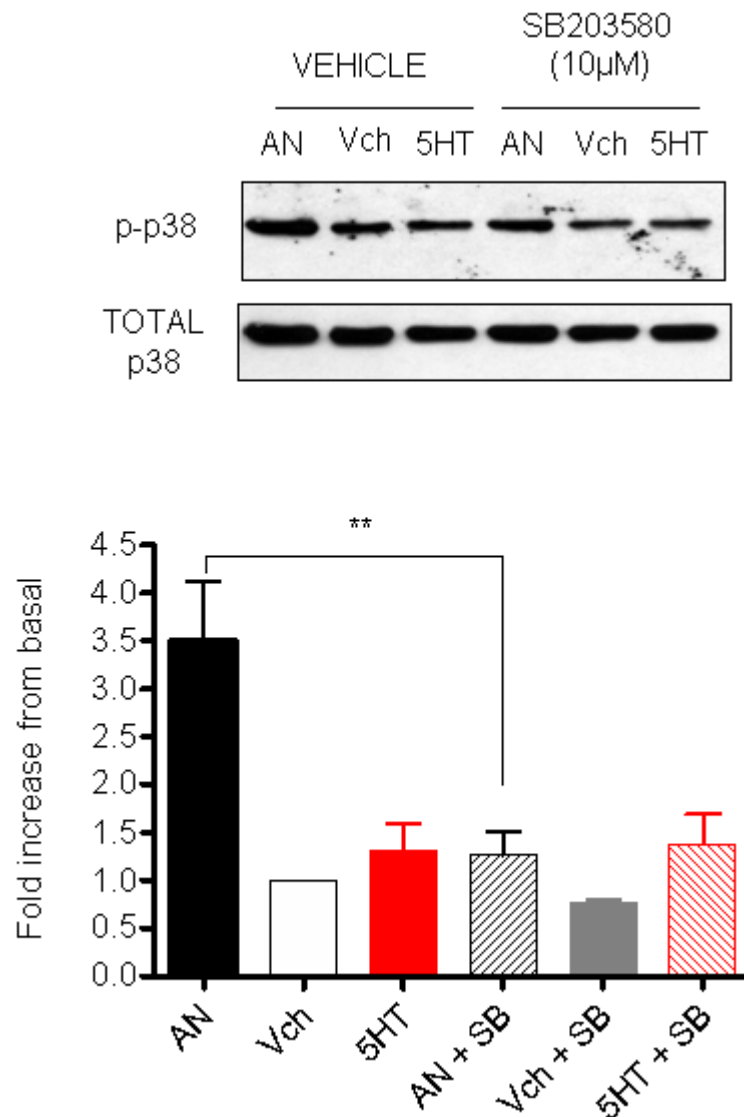 SB203580
(10µM)
VEHICLE
AN Vch 5HT AN Vch 5HT
p-p38
TOTAL
p38
**
Fold increase from basal
4.5
4.0
3.5
3.0
2.5
2.0
1.5
1.0
0.5
0.0
AN
Vch
5HT
AN + SB
Vch + SB
5HT + SB